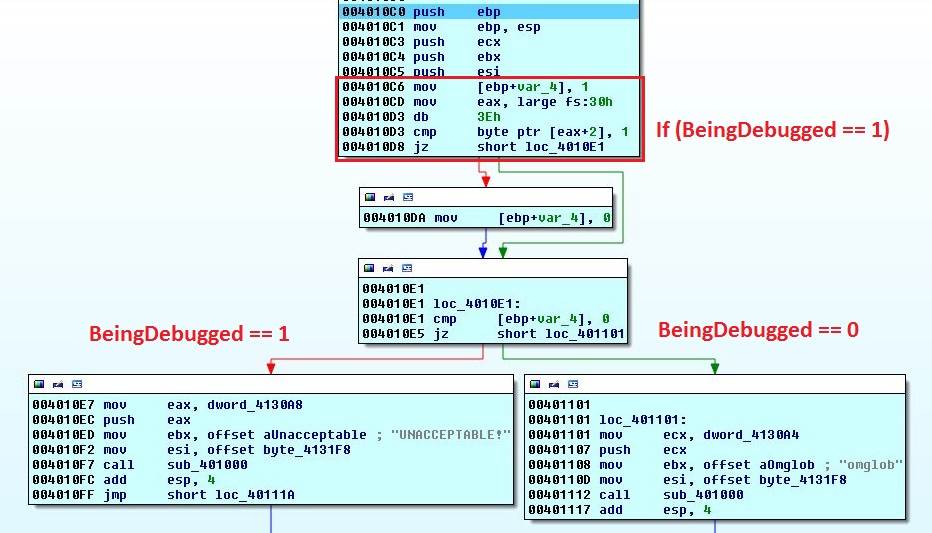 004010C0 push ebp
004010C1 mov ebp, esp
004010C3 push ecx
004010C4 push ebx
004010C5 push esi
004010C6 mov [ebp+var_4], 1
004010CD mov eax, large fs:30h
004010D3 db 3Eh
004010D3 cmp byte ptr [eax+2], 1
004010D8 jz short loc_4010E1
If (BeingDebugged == 1)
004010DA mov [ebp+var_4], 0
004010E1
004010E1 loc_4010E1:
004010E1 cmp [ebp+var_4], 0
004010E5 jz short loc_401101
BeingDebugged == 1
BeingDebugged == 0
004010E7 mov eax, dword_4130A8
004010EC push eax
004010ED mov ebx, offset aUnacceptable ; "UNACCEPTABLE!"
004010F2 mov esi, offset byte_4131F8
004010F7 call sub_401000
004010FC add esp, 4
004010FF jmp short loc_40111A
00401101
00401101 loc_401101:
00401101 mov ecx, dword_4130A4
00401107 push ecx
00401108 mov ebx, offset aOmglob ; "omglob"
0040110D mov esi, offset byte_4131F8
00401112 call sub_401000
00401117 add esp, 4